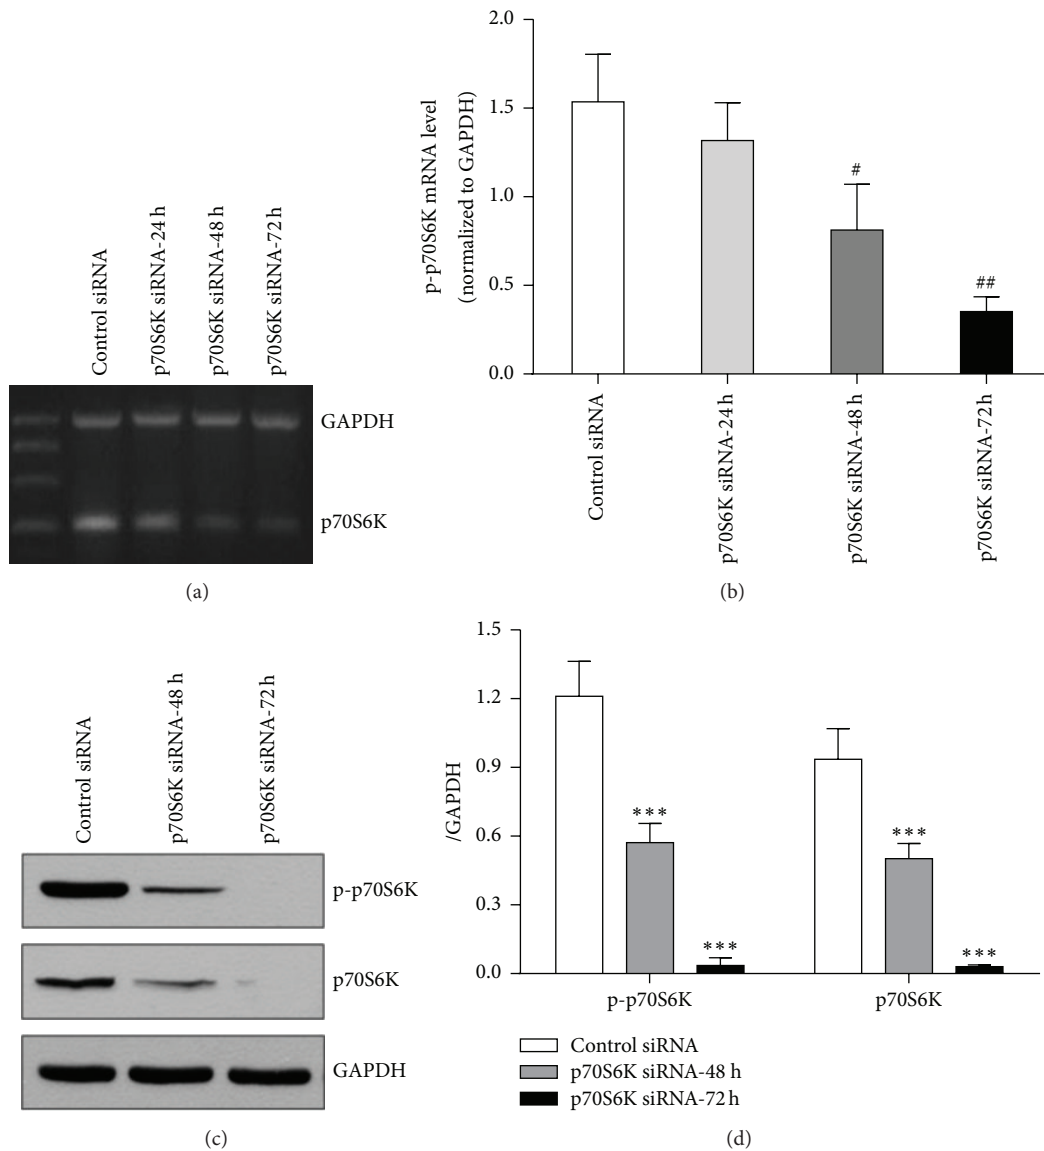 Control siRNA
p70S6K siRNA-24 h
p70S6K siRNA-48 h
p70S6K siRNA-72 h
GAPDH
p70S6K
(a)
p-p70S6K mRNA level
(normalized to GAPDH)
2.0
1.5
1.0
0.5
0.0
#
##
Control siRNA
p70S6K siRNA-24 h
p70S6K siRNA-48 h
p70S6K siRNA-72 h
(b)
Control siRNA
p70S6K siRNA-48 h
p70S6K siRNA-72 h
p-p70S6K
p70S6K
GAPDH
(c)
/GAPDH
1.5
1.2
0.9
0.6
0.3
0.0
***
***
***
***
p-p70S6K
p70S6K
Control siRNA
p70S6K siRNA-48 h
p70S6K siRNA-72 h
(d)